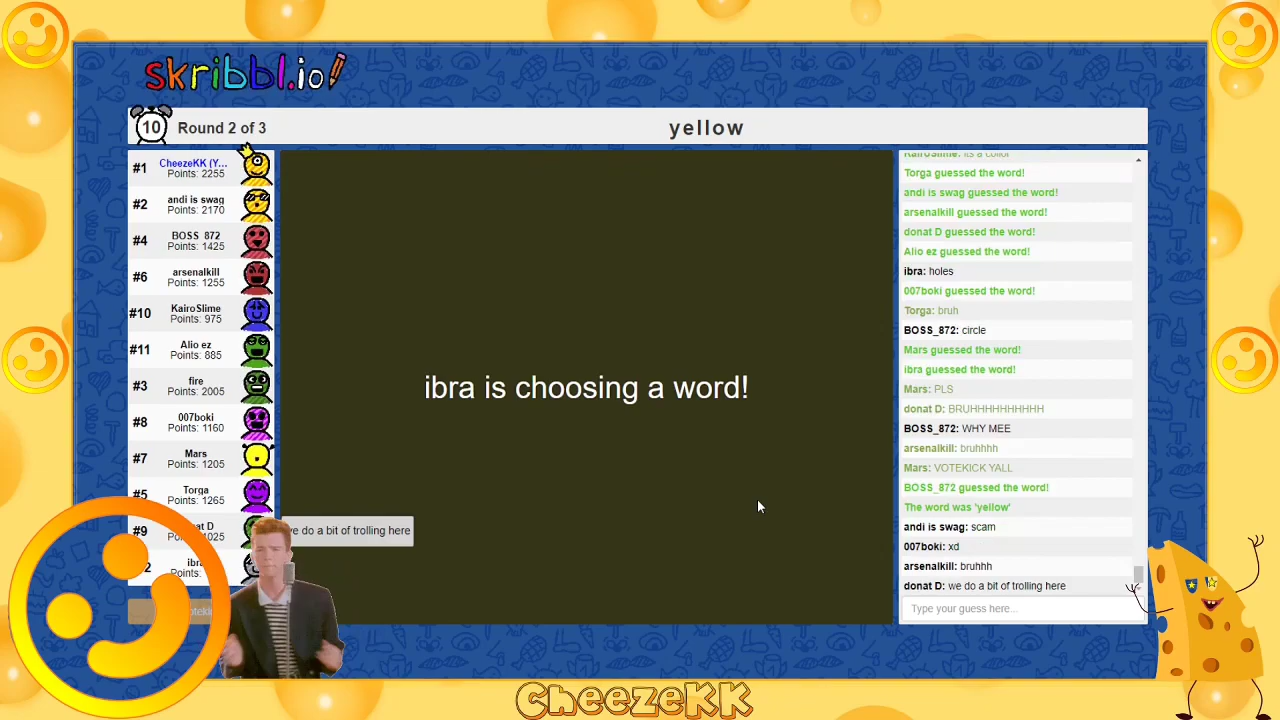 skribbl.io
10
Round 2 of 3
yellow
#1 CheezeKK (Y...
Points: 2255
#2 andi is swag
Points: 2170
#4 BOSS_872
Points: 1425
#6 arsenalkill
Points: 1255
#10 KairoSlime
Points: 975
#11 Alio ez
Points: 885
#3 fire
Points: 2005
#8 007boki
Points: 1160
#7 Mars
Points: 1205
#5 Torga
Points: 1265
#9
1025
Points:
ibra is choosing a word!
we do a bit of trolling here
KairoSlime: its a color
Torga guessed the word!
andi is swag guessed the word!
arsenalkill guessed the word!
donat D guessed the word!
Alio ez guessed the word!
ibra: holes
007boki guessed the word!
Torga: bruh
BOSS_872: circle
Mars guessed the word!
ibra guessed the word!
Mars: PLS
donat D: BRUHHHHHHHHHH
BOSS_872: WHY MEE
arsenalkill: bruhhhh
Mars: VOTEKICK YALL
BOSS_872 guessed the word!
The word was 'yellow'
andi is swag: scam
007boki: xd
arsenalkill: bruhhh
donat D: we do a bit of trolling here
Type your guess here...
CheezeKK